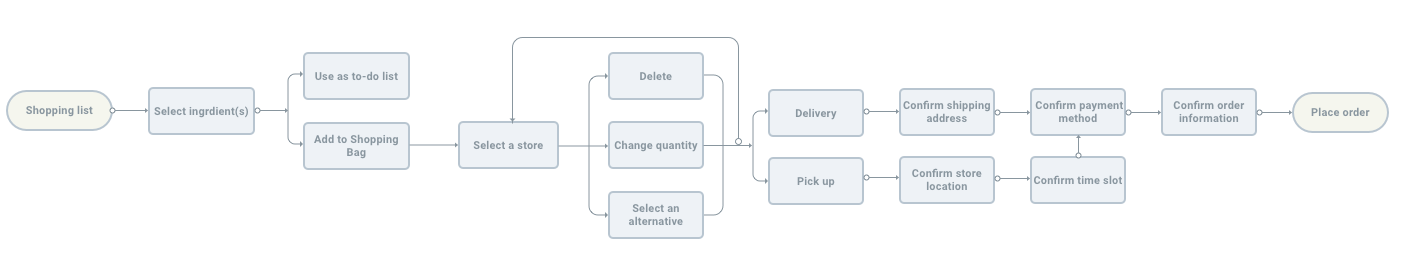 Shopping list
Select ingrdient(s)
Use as to-do list
Add to Shopping
Bag
Select a store
Delete
Change quantity
Select an
alternative
Delivery
Pick up
Confirm shipping
address
Confirm store
location
Confirm payment
method
Confirm time slot
Confirm order
information
Place order